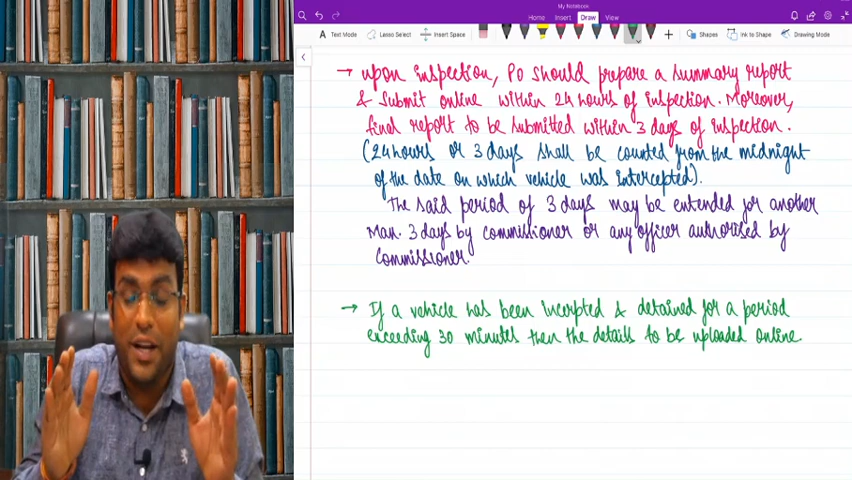 My Notebook
Home Insert Draw View
Text Mode Lasso Select Insert Space Shapes Ink to Shape Drawing Mode
→ upon inspection, PO should prepare a summary report
& submit online within 24 hours of inspection. Moreover,
final report to be submitted within 3 days of inspection.
(24 hours or 3 days shall be counted from the midnight
of the date on which vehicle was intercepted).
The said period of 3 days may be extended for another
Max. 3 days by commissioner or any officer authorised by
Commissioner.
→ If a vehicle has been incerpted & detained for a period
exceeding 30 minutes then the details to be uploaded online.